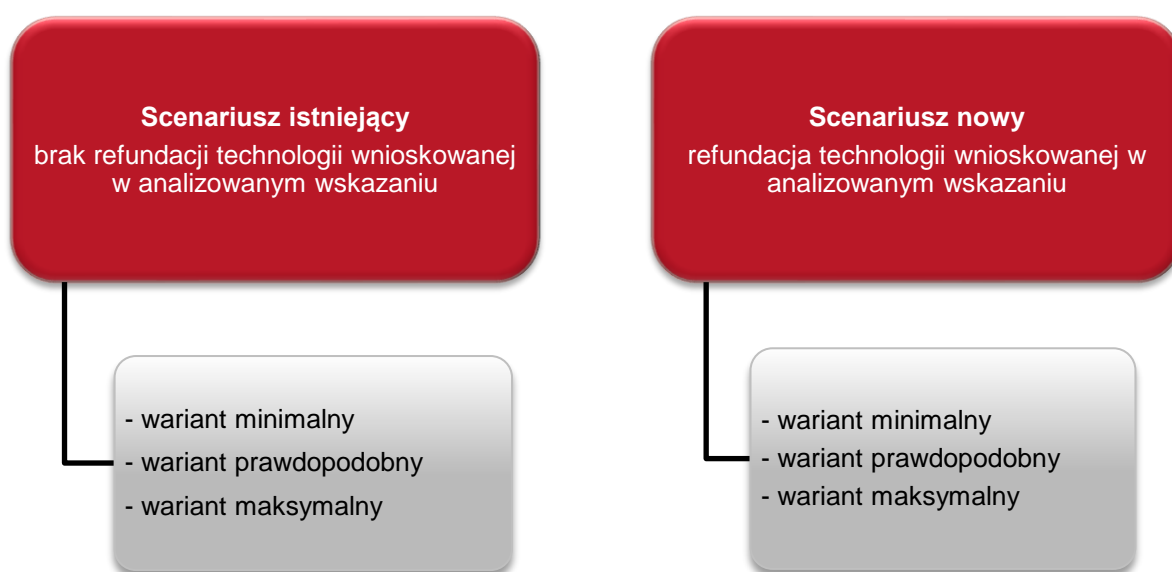 Scenariusz istniejący
brak refundacji technologii wnioskowanej
w analizowanym wskazaniu
- wariant minimalny
- wariant prawdopodobny
- wariant maksymalny
Scenariusz nowy
refundacja technologii wnioskowanej w
analizowanym wskazaniu
- wariant minimalny
- wariant prawdopodobny
- wariant maksymalny